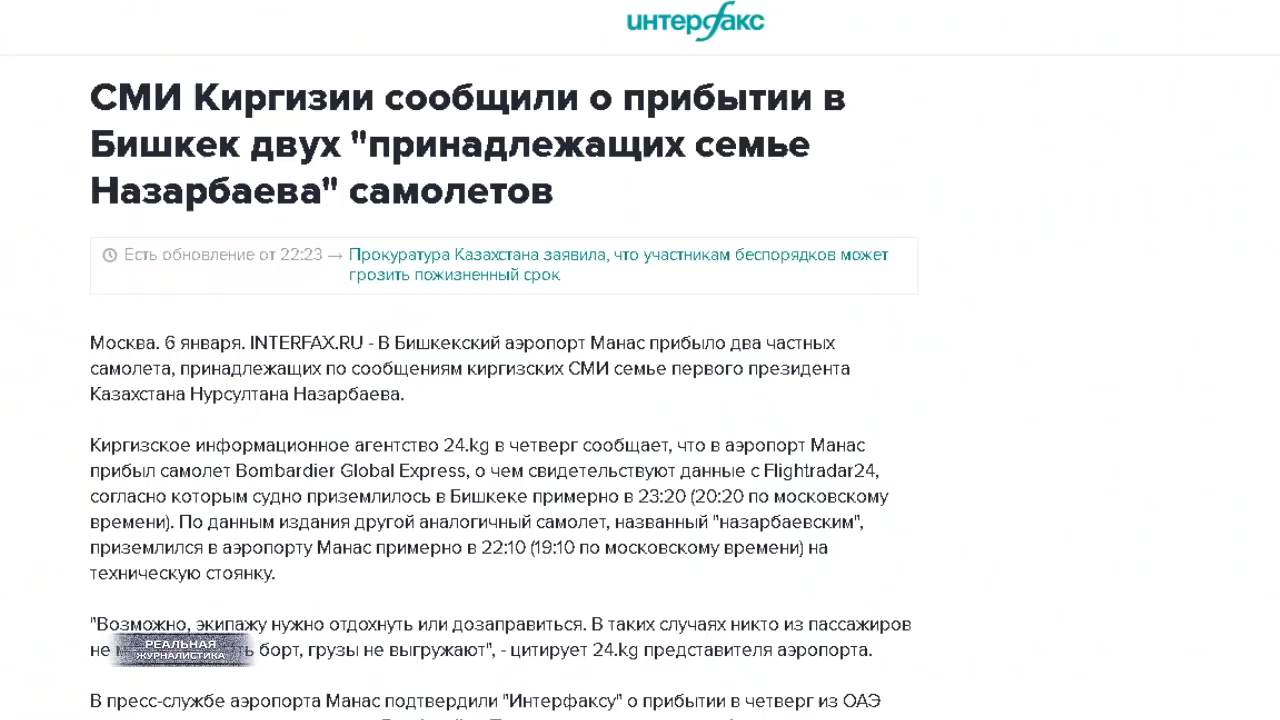 интерфакс
СМИ Киргизии сообщили о прибытии в
Бишкек двух "принадлежащих семье
Назарбаева" самолетов
Есть обновление от 22:23 → Прокуратура Казахстана заявила, что участникам беспорядков может
грозить пожизненный срок
Москва. 6 января. INTERFAX.RU - В Бишкекский аэропорт Манас прибыло два частных
самолета, принадлежащих по сообщениям киргизских СМИ семье первого президента
Казахстана Нурсултана Назарбаева.
Киргизское информационное агентство 24.kg в четверг сообщает, что в аэропорт Манас
прибыл самолет Bombardier Global Express, о чем свидетельствуют данные с Flightradar24,
согласно которым судно приземлилось в Бишкеке примерно в 23:20 (20:20 по московскому
времени). По данным издания другой аналогичный самолет, названный "назарбаевским",
приземлился в аэропорту Манас примерно в 22:10 (19:10 по московскому времени) на
техническую стоянку.
"Возможно, экипажу нужно отдохнуть или дозаправиться. В таких случаях никто из пассажиров
не борт, грузы не выгружают", - цитирует 24.kg представителя аэропорта.
РЕАЛЬНАЯ
ЖУРНАЛИСТИКА
В пресс-службе аэропорта Манас подтвердили "Интерфаксу" о прибытии в четверг из ОАЭ